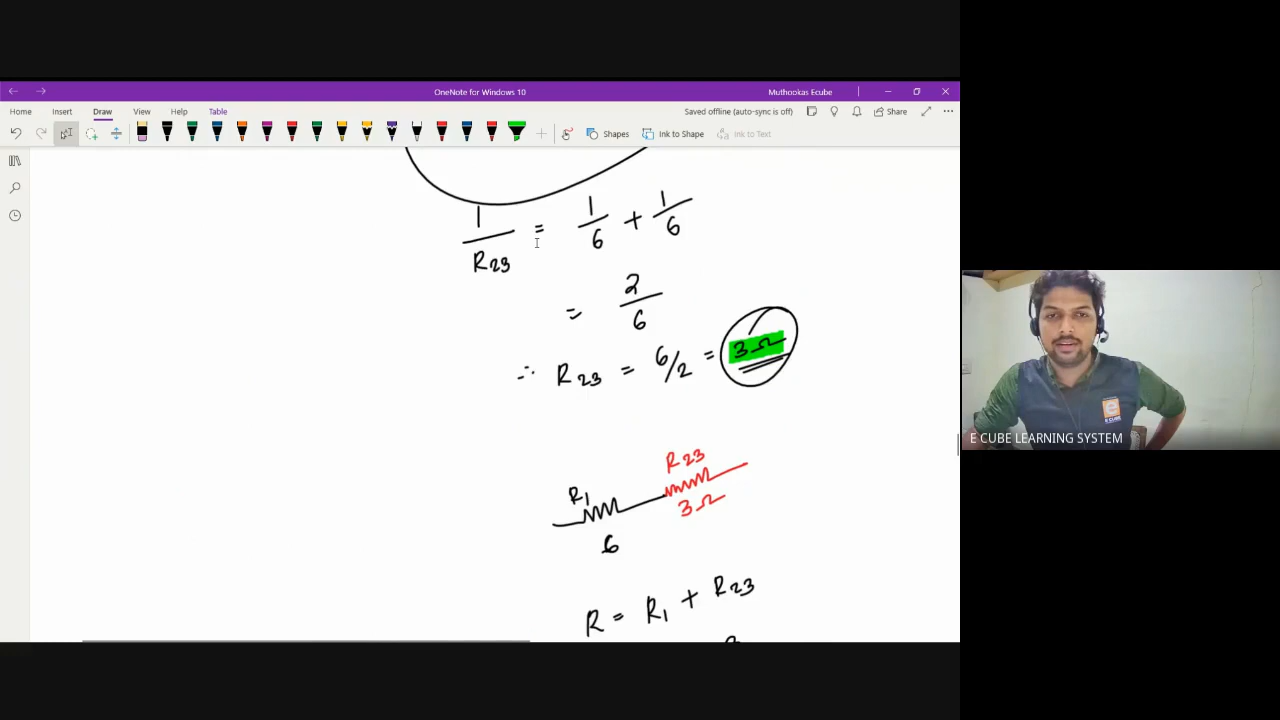 OneNote for Windows 10
Muthookas Ecube
Home Insert Draw View Help Table
Saved offline (auto-sync is off)
Share
Shapes
Ink to Shape
Ink to Text
1/R23 = 1/6 + 1/6
= 2/6
∴ R23 = 6/2 = 3Ω
R1
R23
6
3Ω
R = R1 + R23
E CUBE LEARNING SYSTEM